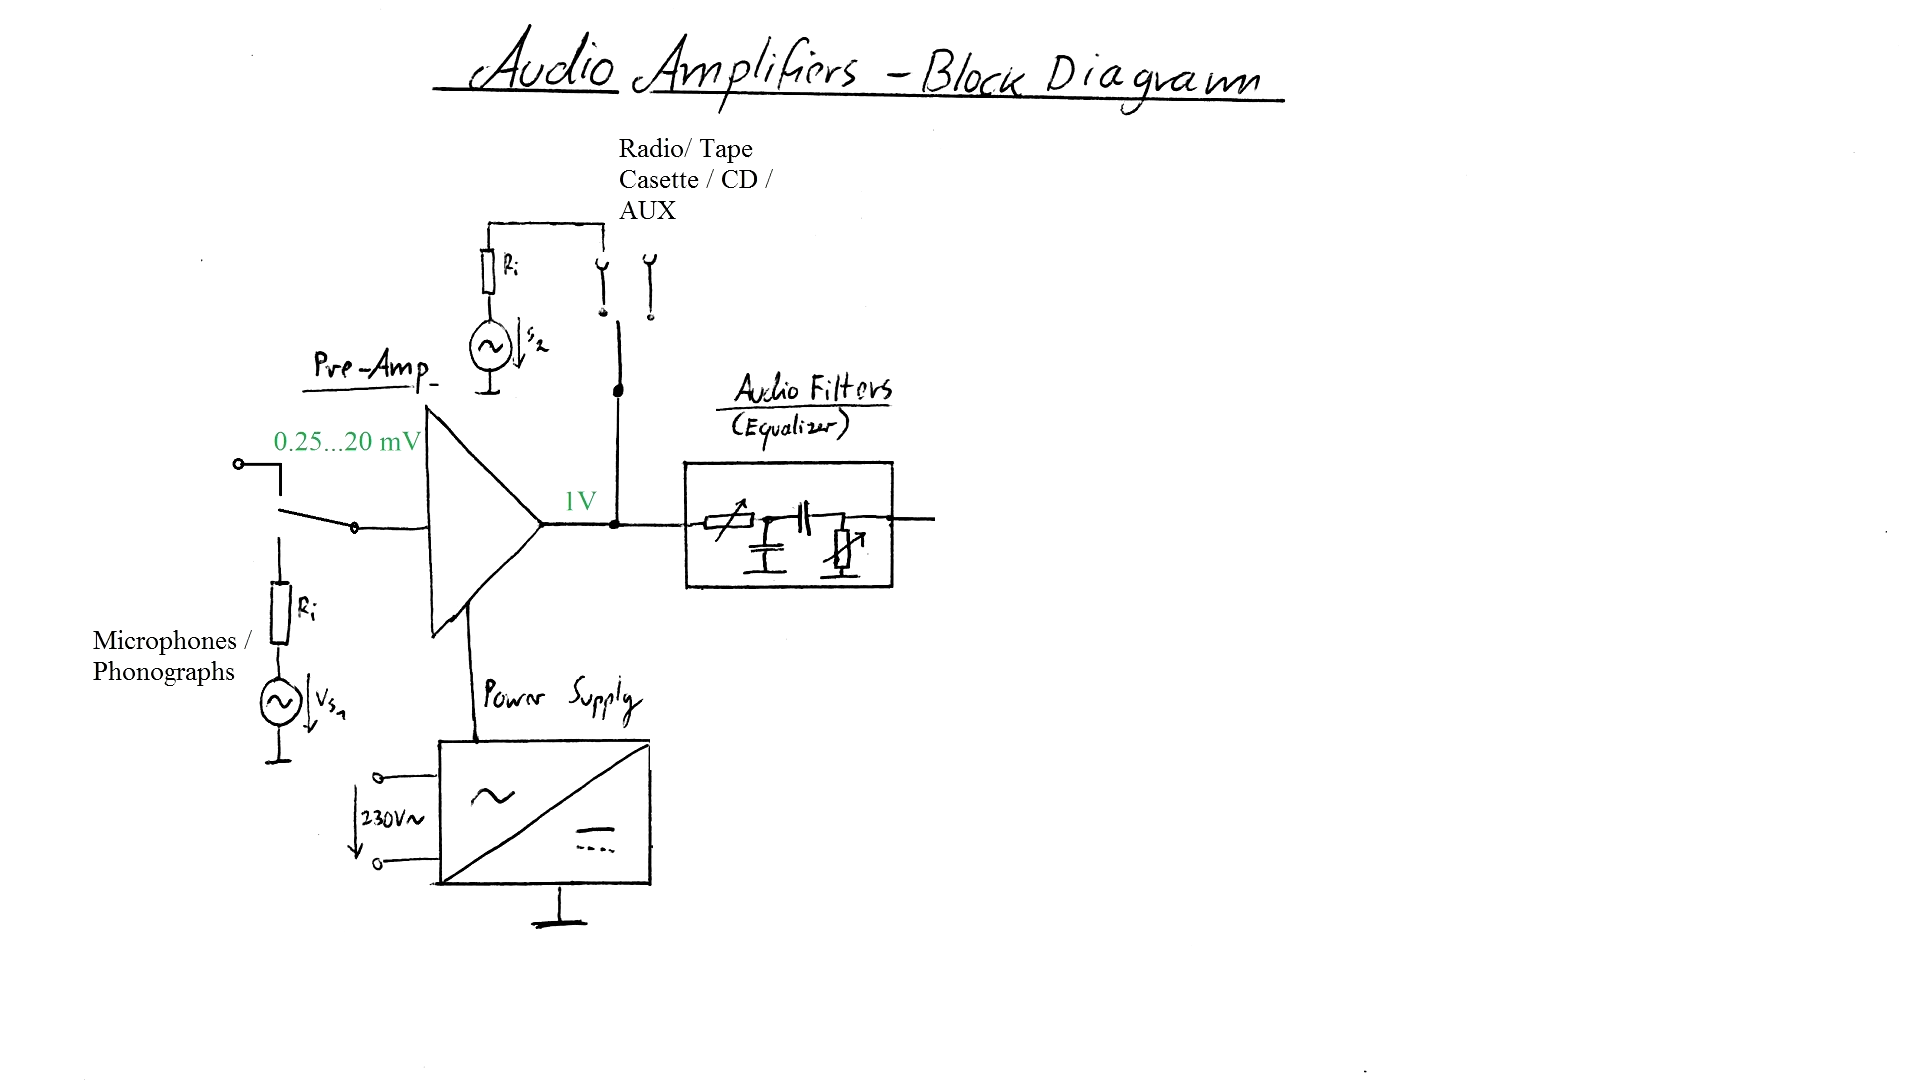 Audio Amplifiers - Block Diagram
Radio/ Tape
Casette / CD /
AUX
Ri
s2
Pre-Amp.
0.25...20 mV
1V
Audio Filters
(Equalizer)
Ri
Microphones /
Phonographs
Vs1
Power Supply
230V~